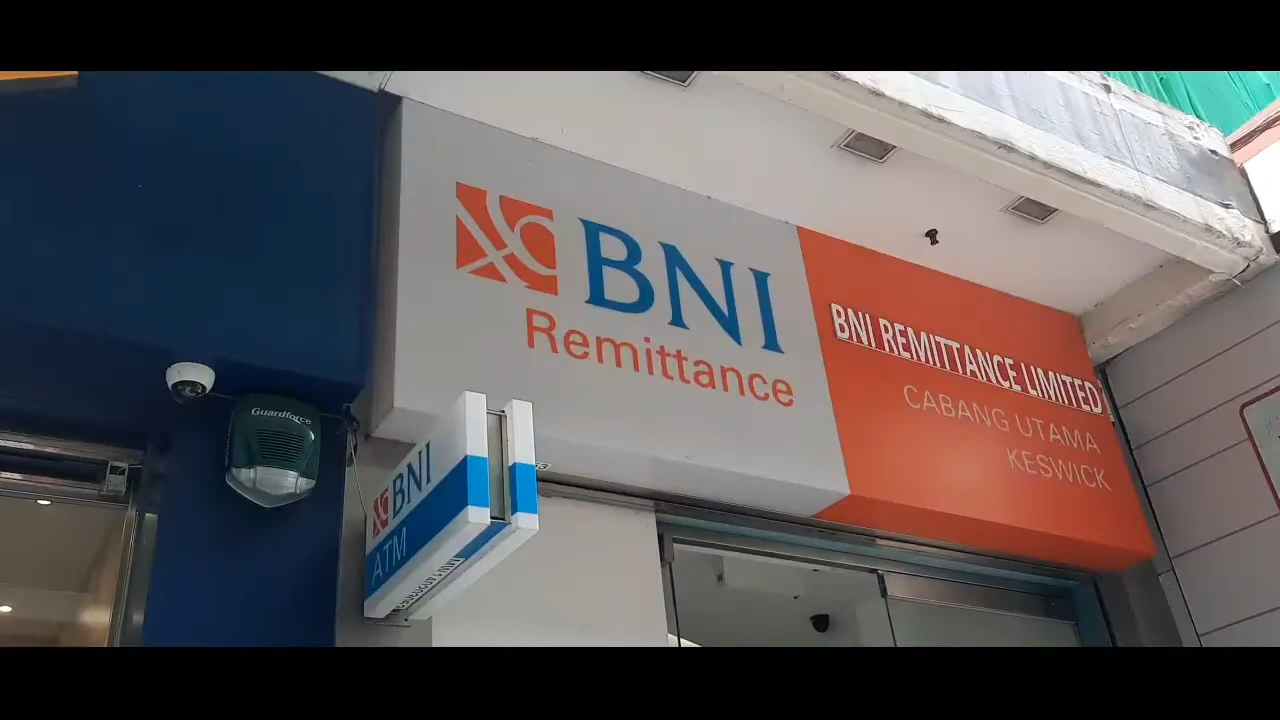 BNI
Remittance
BNI REMITTANCE LIMITED
CABANG UTAMA
KESWICK
Guardforce
BNI
ATM